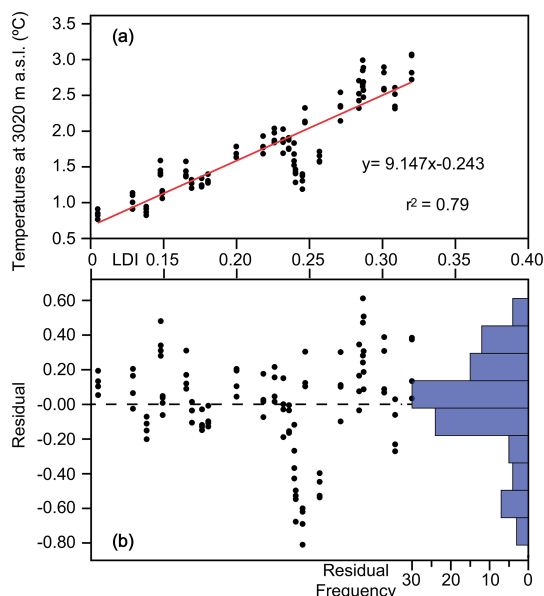 (a)
Temperatures at 3020 m a.s.l. (ºC)
3.5
3.0
2.5
2.0
1.5
1.0
0.5
y= 9.147x-0.243
r² = 0.79
0 LDI 0.15 0.20 0.25 0.30 0.35 0.40
Residual
0.60
0.40
0.20
-0.00
-0.20
-0.40
-0.60
-0.80
(b)
Residual
Frequency
30 20 10 0